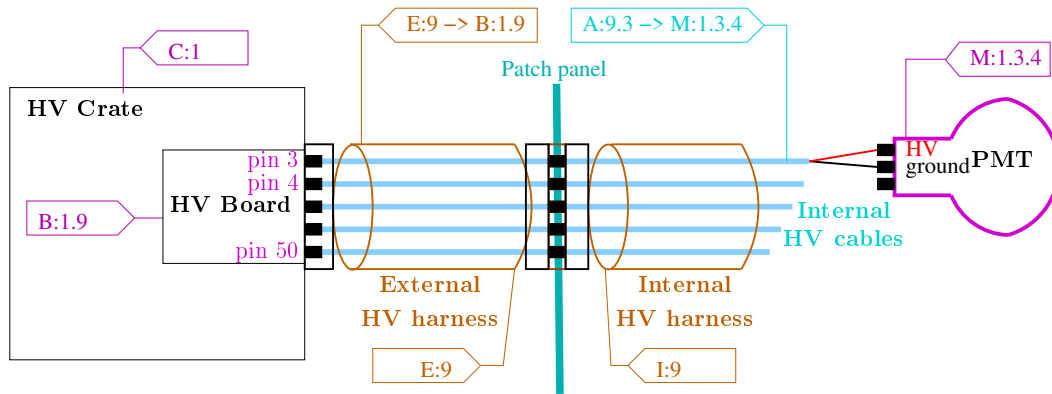 E:9 −> B:1.9
A:9.3 −> M:1.3.4
C:1
M:1.3.4
Patch panel
HV Crate
HV
pin 3
ground
PMT
pin 4
HV Board
B:1.9
Internal
HV cables
pin 50
External
HV harness
Internal
HV harness
E:9
I:9